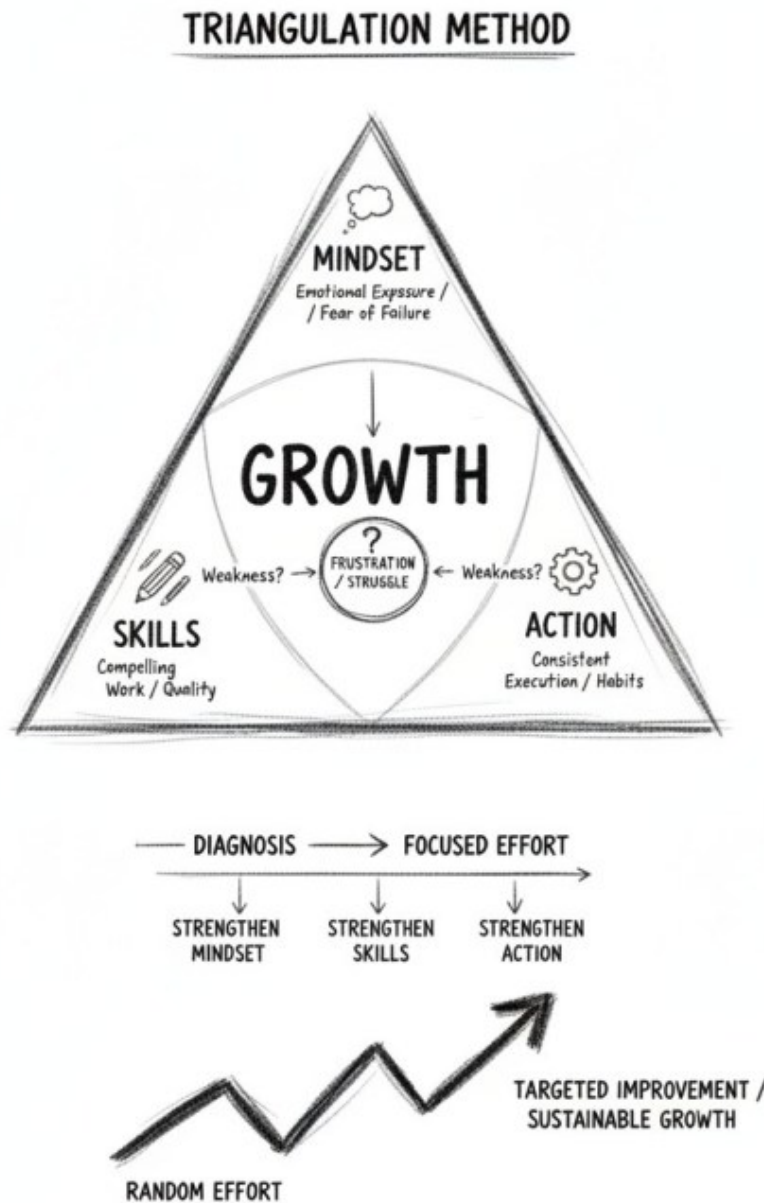 TRIANGULATION METHOD
MINDSET
Emotional Expsure /
/ Fear of Failure
GROWTH
?
FRUSTRATION
/ STRUGGLE
Weakness?
Weakness?
SKILLS
Compelling
Work / Quality
ACTION
Consistent
Execution / Habits
DIAGNOSIS
FOCUSED EFFORT
STRENGTHEN
MINDSET
STRENGTHEN
SKILLS
STRENGTHEN
ACTION
TARGETED IMPROVEMENT /
SUSTAINABLE GROWTH
RANDOM EFFORT